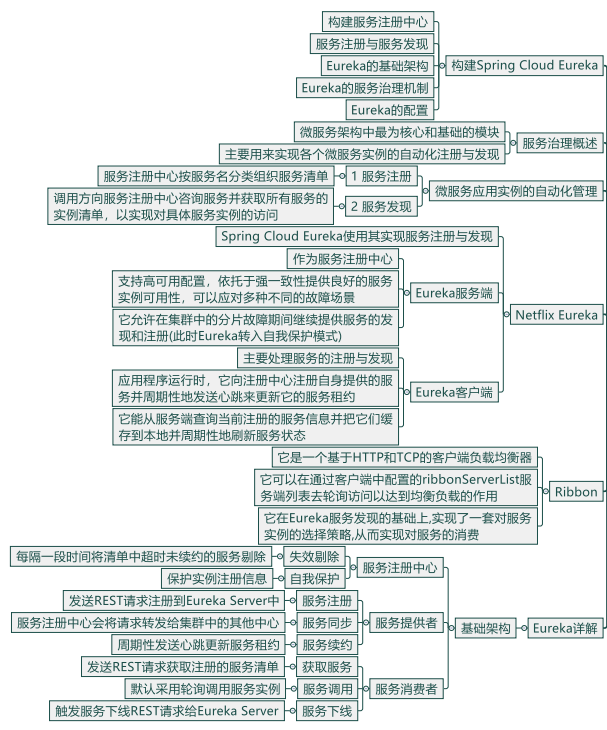 构建服务注册中心
服务注册与服务发现
Eureka的基础架构
构建Spring Cloud Eureka
Eureka的服务治理机制
Eureka的配置
微服务架构中最为核心和基础的模块
服务治理概述
主要用来实现各个微服务实例的自动化注册与发现
服务注册中心按服务名分类组织服务清单
1 服务注册
微服务应用实例的自动化管理
调用方向服务注册中心咨询服务并获取所有服务的
实例清单，以实现对具体服务实例的访问
2 服务发现
Spring Cloud Eureka使用其实现服务注册与发现
作为服务注册中心
支持高可用配置，依托于强一致性提供良好的服务
实例可用性，可以应对多种不同的故障场景
Eureka服务端
它允许在集群中的分片故障期间继续提供服务的发
现和注册(此时Eureka转入自我保护模式)
Netflix Eureka
主要处理服务的注册与发现
应用程序运行时，它向注册中心注册自身提供的服
务并周期性地发送心跳来更新它的服务租约
Eureka客户端
它能从服务端查询当前注册的服务信息并把它们缓
存到本地并周期性地刷新服务状态
它是一个基于HTTP和TCP的客户端负载均衡器
它可以在通过客户端中配置的ribbonServerList服
务端列表去轮询访问以达到均衡负载的作用
Ribbon
它在Eureka服务发现的基础上,实现了一套对服务
实例的选择策略,从而实现对服务的消费
每隔一段时间将清单中超时未续约的服务剔除
失效剔除
服务注册中心
保护实例注册信息
自我保护
发送REST请求注册到Eureka Server中
服务注册
服务注册中心会将请求转发给集群中的其他中心
服务同步
服务提供者
基础架构
Eureka详解
周期性发送心跳更新服务租约
服务续约
发送REST请求获取注册的服务清单
获取服务
默认采用轮询调用服务实例
服务调用
服务消费者
触发服务下线REST请求给Eureka Server
服务下线